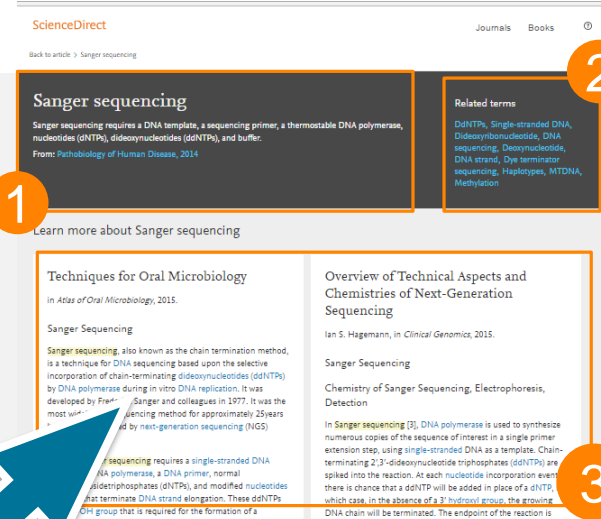 ScienceDirect
Journals Books
Back to article > Sanger sequencing
2
Sanger sequencing
Sanger sequencing requires a DNA template, a sequencing primer, a thermostable DNA polymerase,
nucleotides (dNTPs), dideoxynucleotides (ddNTPs), and buffer.
From: Pathobiology of Human Disease, 2014
Related terms
DdNTPs, Single-stranded DNA,
Dideoxyribonucleotide, DNA
sequencing, Deoxynucleotide,
DNA strand, Dye terminator
sequencing, Haplotypes, MTDNA,
Methylation
1
Learn more about Sanger sequencing
Techniques for Oral Microbiology
in Atlas of Oral Microbiology, 2015.
Sanger Sequencing
Sanger sequencing, also known as the chain termination method,
is a technique for DNA sequencing based upon the selective
incorporation of chain-terminating dideoxynucleotides (ddNTPs)
by DNA polymerase during in vitro DNA replication. It was
developed by Sanger and colleagues in 1977. It was the
most sequencing method for approximately 25years
by next-generation sequencing (NGS)
sequencing requires a single-stranded DNA
DNA polymerase, a DNA primer, normal
(dNTPs), and modified nucleotides
that terminate DNA strand elongation. These ddNTPs
OH group that is required for the formation of a
Overview of Technical Aspects and
Chemistries of Next-Generation
Sequencing
Ian S. Hagemann, in Clinical Genomics, 2015.
Sanger Sequencing
Chemistry of Sanger Sequencing, Electrophoresis,
Detection
In Sanger sequencing [3], DNA polymerase is used to synthesize
numerous copies of the sequence of interest in a single primer
extension step, using single-stranded DNA as a template. Chain-
terminating 2′,3′-dideoxynucleotide triphosphates (ddNTPs) are
spiked into the reaction. At each nucleotide incorporation event
there is chance that a ddNTP will be added in place of a dNTP,
which case, in the absence of a 3′ hydroxyl group, the growing
DNA chain will be terminated. The endpoint of the reaction is
3